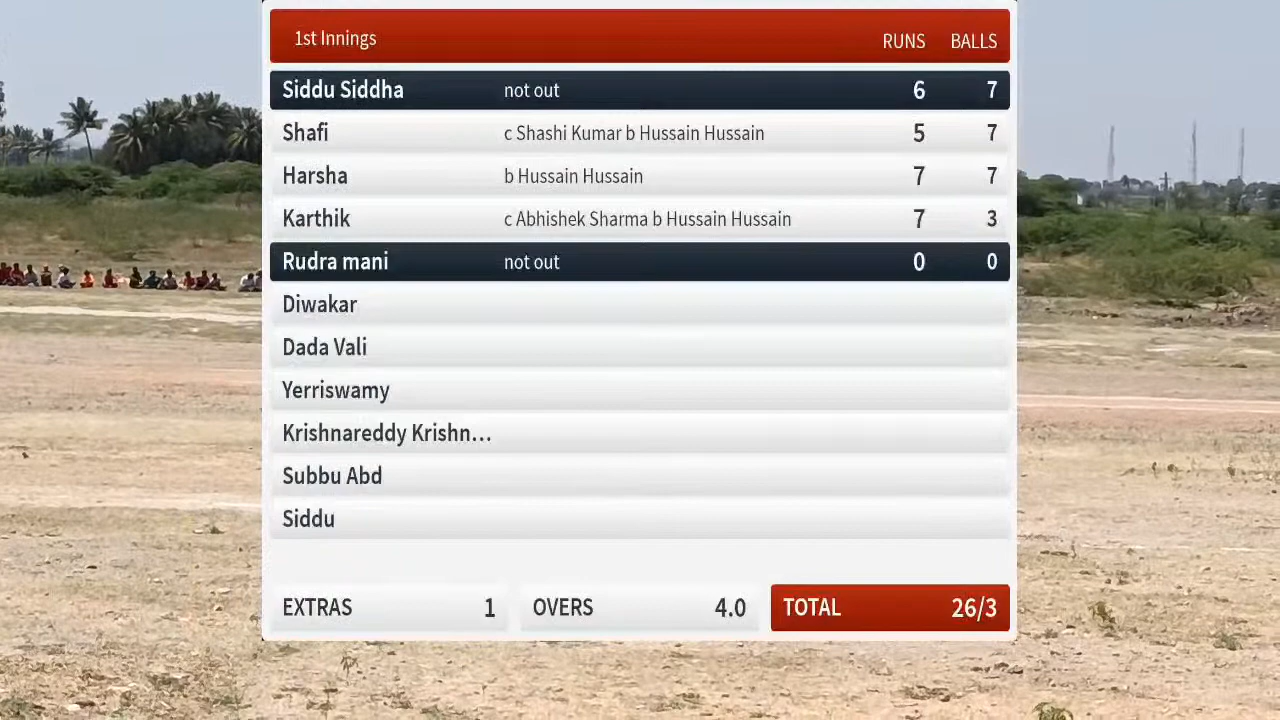 1st Innings RUNS BALLS
Siddu Siddha not out 6 7
Shafi c Shashi Kumar b Hussain Hussain 5 7
Harsha b Hussain Hussain 7 7
Karthik c Abhishek Sharma b Hussain Hussain 7 3
Rudra mani not out 0 0
Diwakar
Dada Vali
Yerriswamy
Krishnareddy Krishn...
Subbu Abd
Siddu
EXTRAS 1 OVERS 4.0 TOTAL 26/3